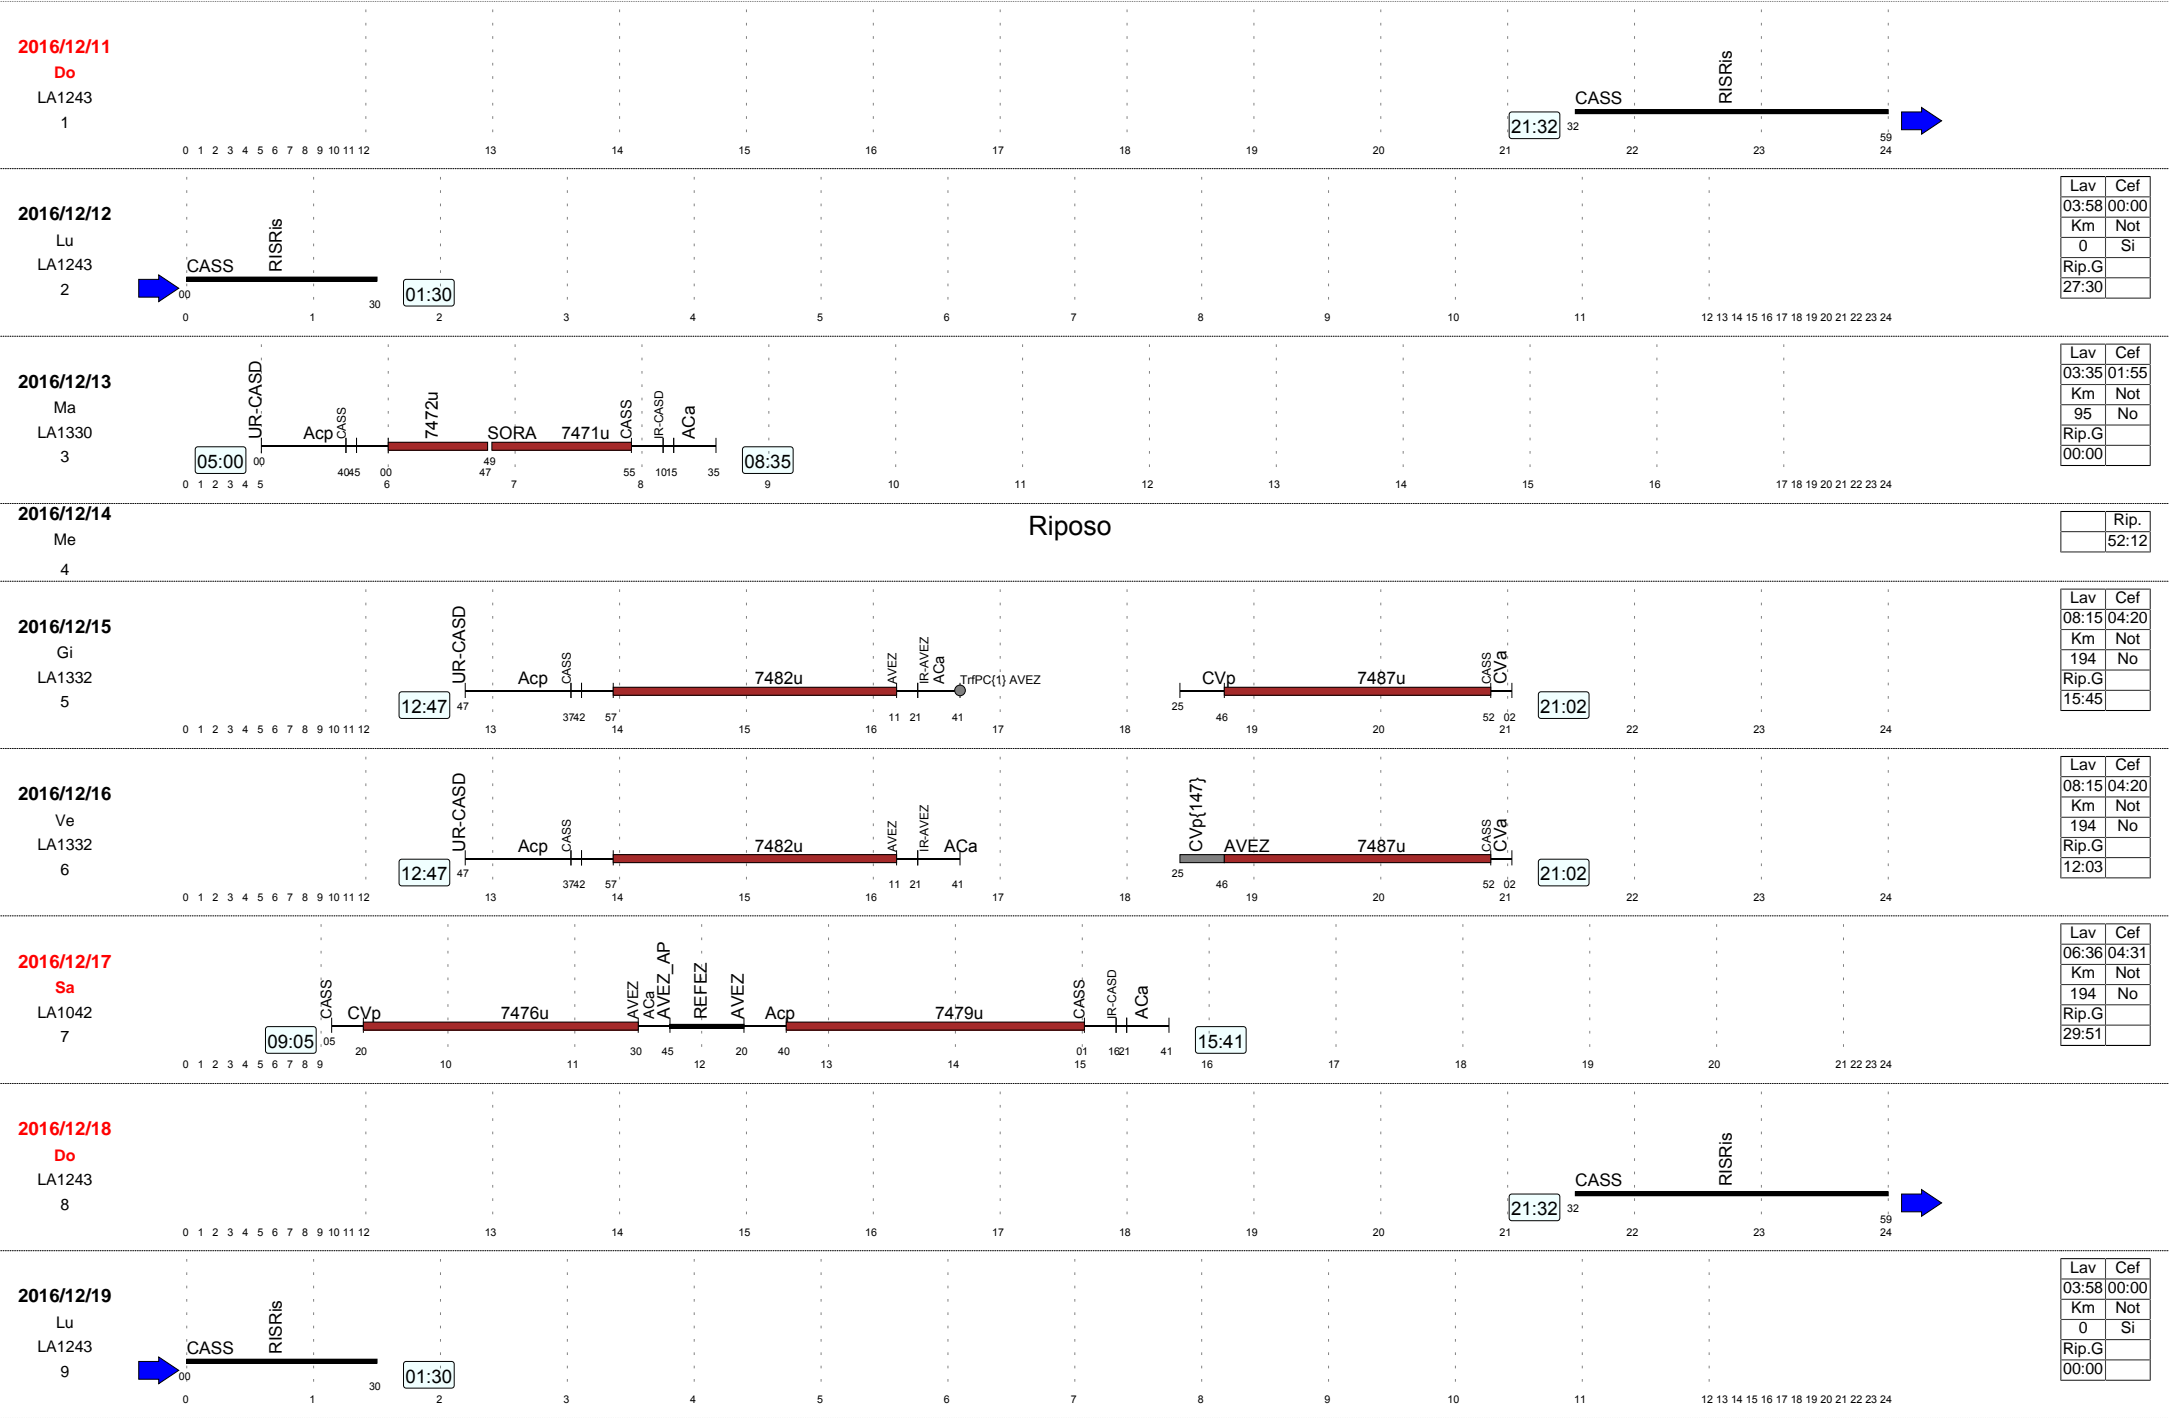 2016/12/11
Do
LA1243
1
CASS RISRis
21:32 32 59
0 1 2 3 4 5 6 7 8 9 10 11 12 13 14 15 16 17 18 19 20 21 22 23 24
2016/12/12
Lu
LA1243
2
CASS RISRis
00 30 01:30
0 1 2 3 4 5 6 7 8 9 10 11 12 13 14 15 16 17 18 19 20 21 22 23 24
Lav Cef
03:58 00:00
Km Not
0 Si
Rip.G
27:30
2016/12/13
Ma
LA1330
3
UR-CASD Acp CASS 7472u SORA 7471u CASS IR-CASD ACa
05:00 00 40 45 00 47 49 55 10 15 35 08:35
0 1 2 3 4 5 6 7 8 9 10 11 12 13 14 15 16 17 18 19 20 21 22 23 24
Lav Cef
03:35 01:55
Km Not
95 No
Rip.G
00:00
2016/12/14
Me
4
Riposo
Rip.
52:12
2016/12/15
Gi
LA1332
5
UR-CASD Acp CASS 7482u AVEZ IR-AVEZ ACa TrfPC{1} AVEZ CVp 7487u CASS CVa
12:47 47 37 42 57 11 21 41 25 46 52 02 21:02
0 1 2 3 4 5 6 7 8 9 10 11 12 13 14 15 16 17 18 19 20 21 22 23 24
Lav Cef
08:15 04:20
Km Not
194 No
Rip.G
15:45
2016/12/16
Ve
LA1332
6
UR-CASD Acp CASS 7482u AVEZ IR-AVEZ ACa CVp{147} AVEZ 7487u CASS CVa
12:47 47 37 42 57 11 21 41 25 46 52 02 21:02
0 1 2 3 4 5 6 7 8 9 10 11 12 13 14 15 16 17 18 19 20 21 22 23 24
Lav Cef
08:15 04:20
Km Not
194 No
Rip.G
12:03
2016/12/17
Sa
LA1042
7
CASS CVp 7476u AVEZ ACa AVEZ_AP REFEZ AVEZ Acp 7479u CASS IR-CASD ACa
09:05 05 20 30 45 20 40 01 16 21 41 15:41
0 1 2 3 4 5 6 7 8 9 10 11 12 13 14 15 16 17 18 19 20 21 22 23 24
Lav Cef
06:36 04:31
Km Not
194 No
Rip.G
29:51
2016/12/18
Do
LA1243
8
CASS RISRis
21:32 32 59
0 1 2 3 4 5 6 7 8 9 10 11 12 13 14 15 16 17 18 19 20 21 22 23 24
2016/12/19
Lu
LA1243
9
CASS RISRis
00 30 01:30
0 1 2 3 4 5 6 7 8 9 10 11 12 13 14 15 16 17 18 19 20 21 22 23 24
Lav Cef
03:58 00:00
Km Not
0 Si
Rip.G
00:00